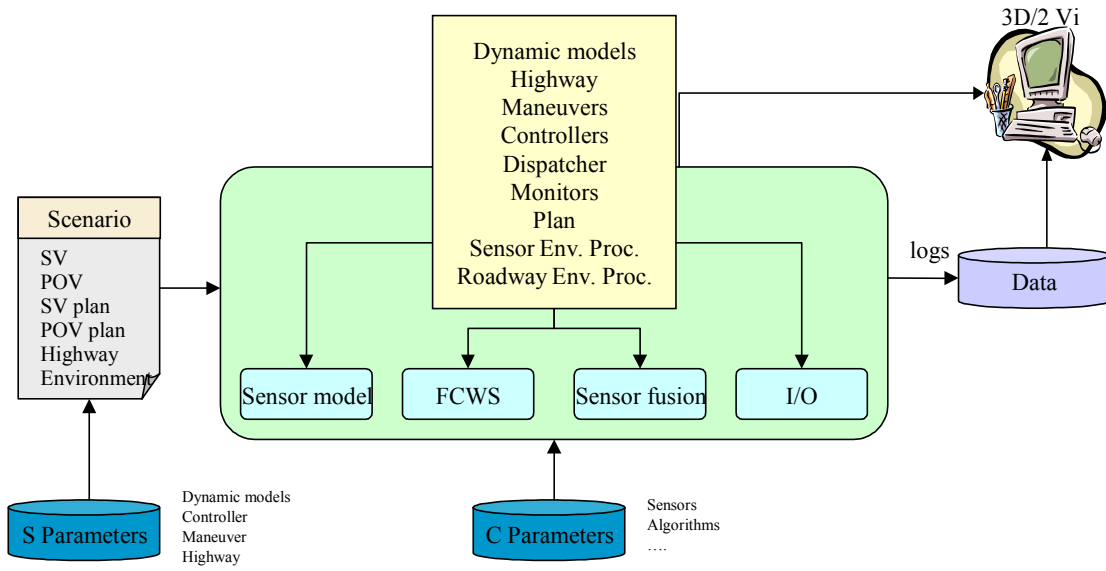 3D/2 Vi
Dynamic models
Highway
Maneuvers
Controllers
Dispatcher
Monitors
Plan
Sensor Env. Proc.
Roadway Env. Proc.
Scenario
SV
POV
SV plan
POV plan
Highway
Environment
logs
Data
Sensor model
FCWS
Sensor fusion
I/O
S Parameters
Dynamic models
Controller
Maneuver
Highway
C Parameters
Sensors
Algorithms
….